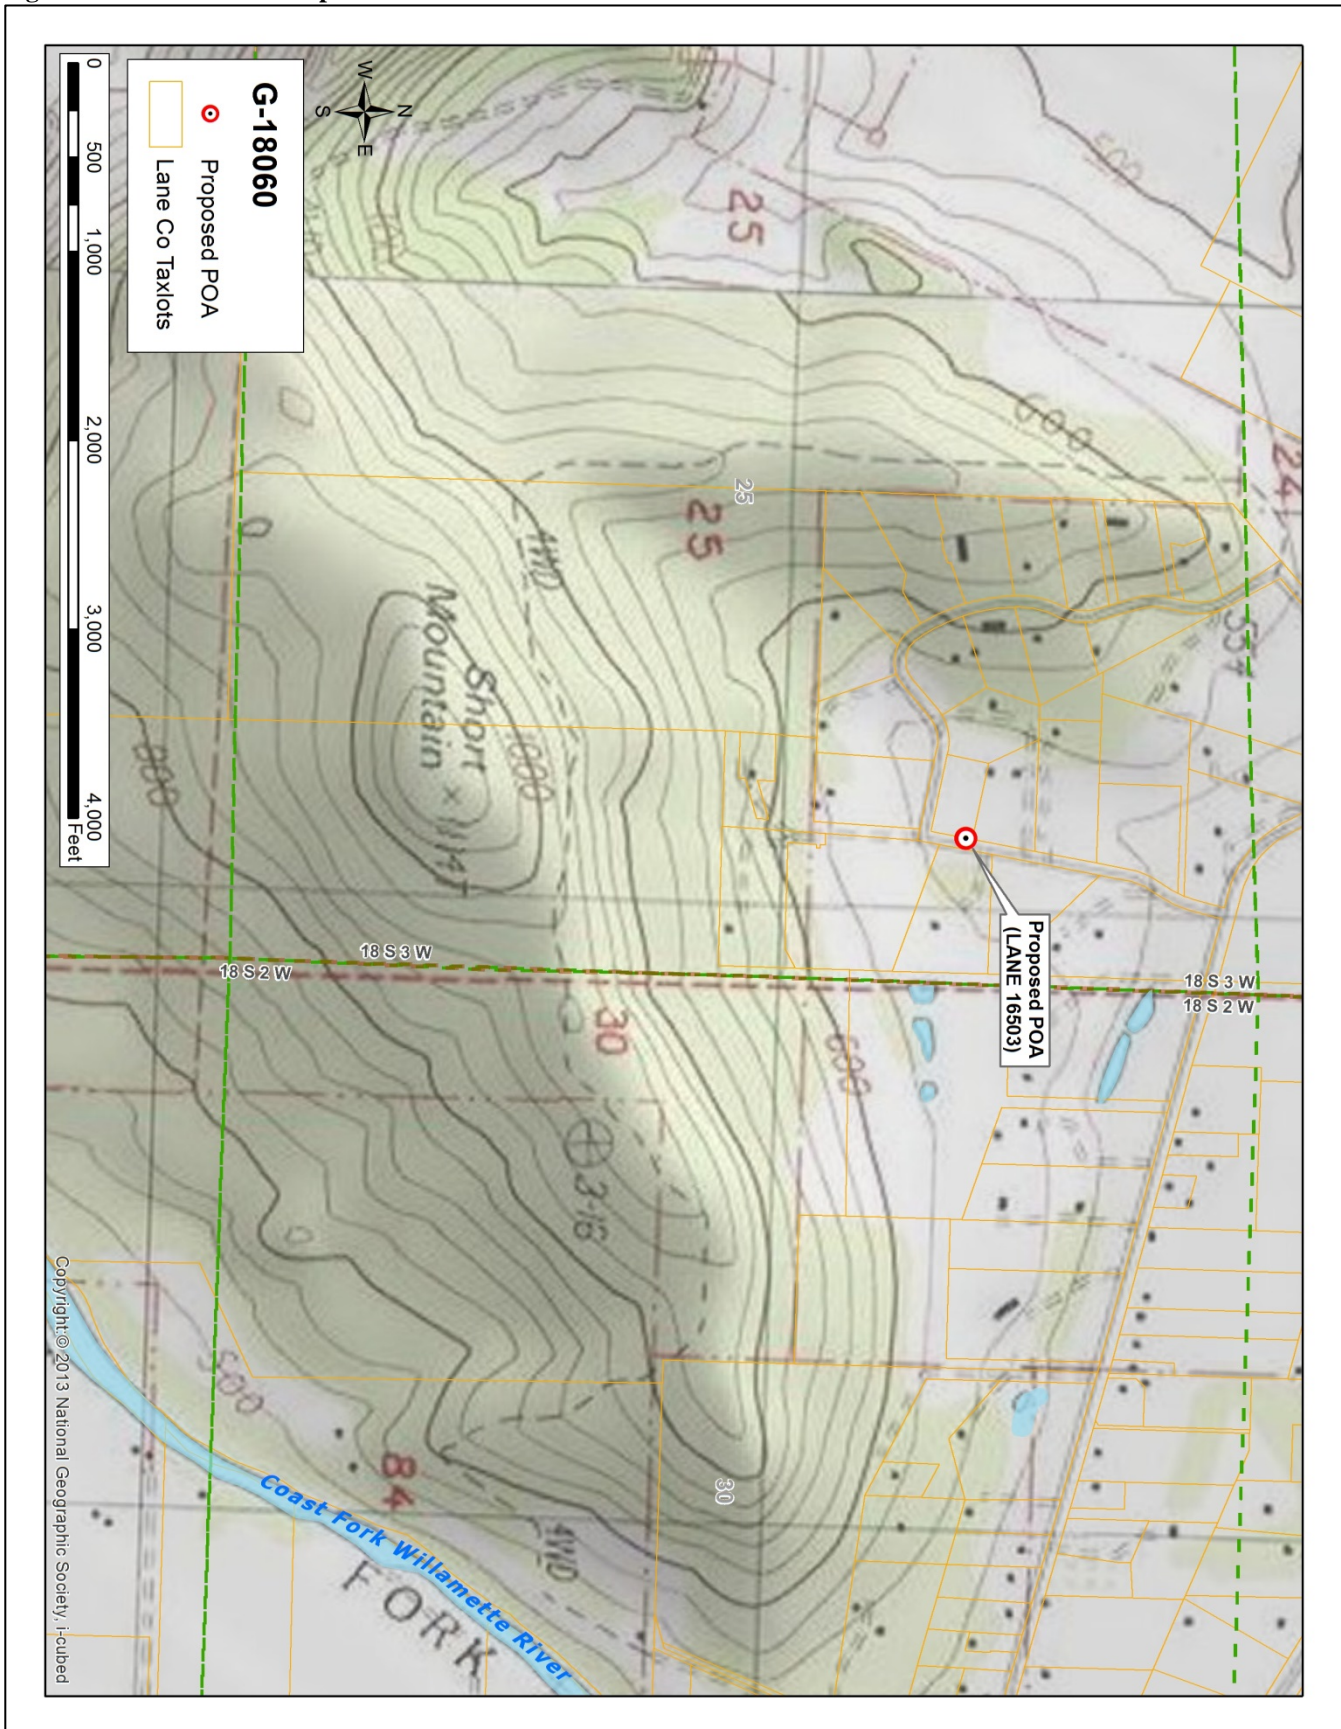 G-18060
Proposed POA
Lane Co Taxlots
W
N
S
E
0
500
1,000
2,000
3,000
4,000
Feet
500
25
600
24
25
25
4WD
Short
Mountain
800
18 S 3 W
18 S 2 W
Proposed POA
(LANE 16503)
18 S 3 W
18 S 2 W
30
600
500
84
30
4WD
Coast Fork Willamette River
FORK
Copyright:© 2013 National Geographic Society, i-cubed